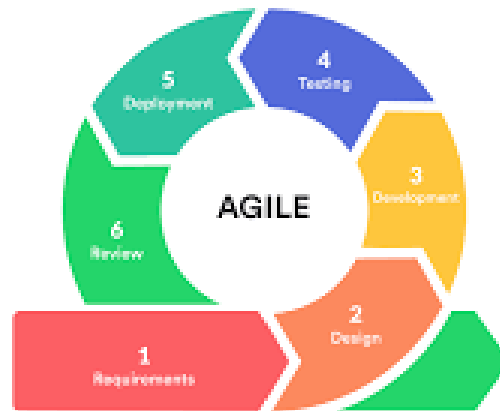 AGILE
1
Requirements
2
Design
3
Development
4
Testing
5
Deployment
6
Review